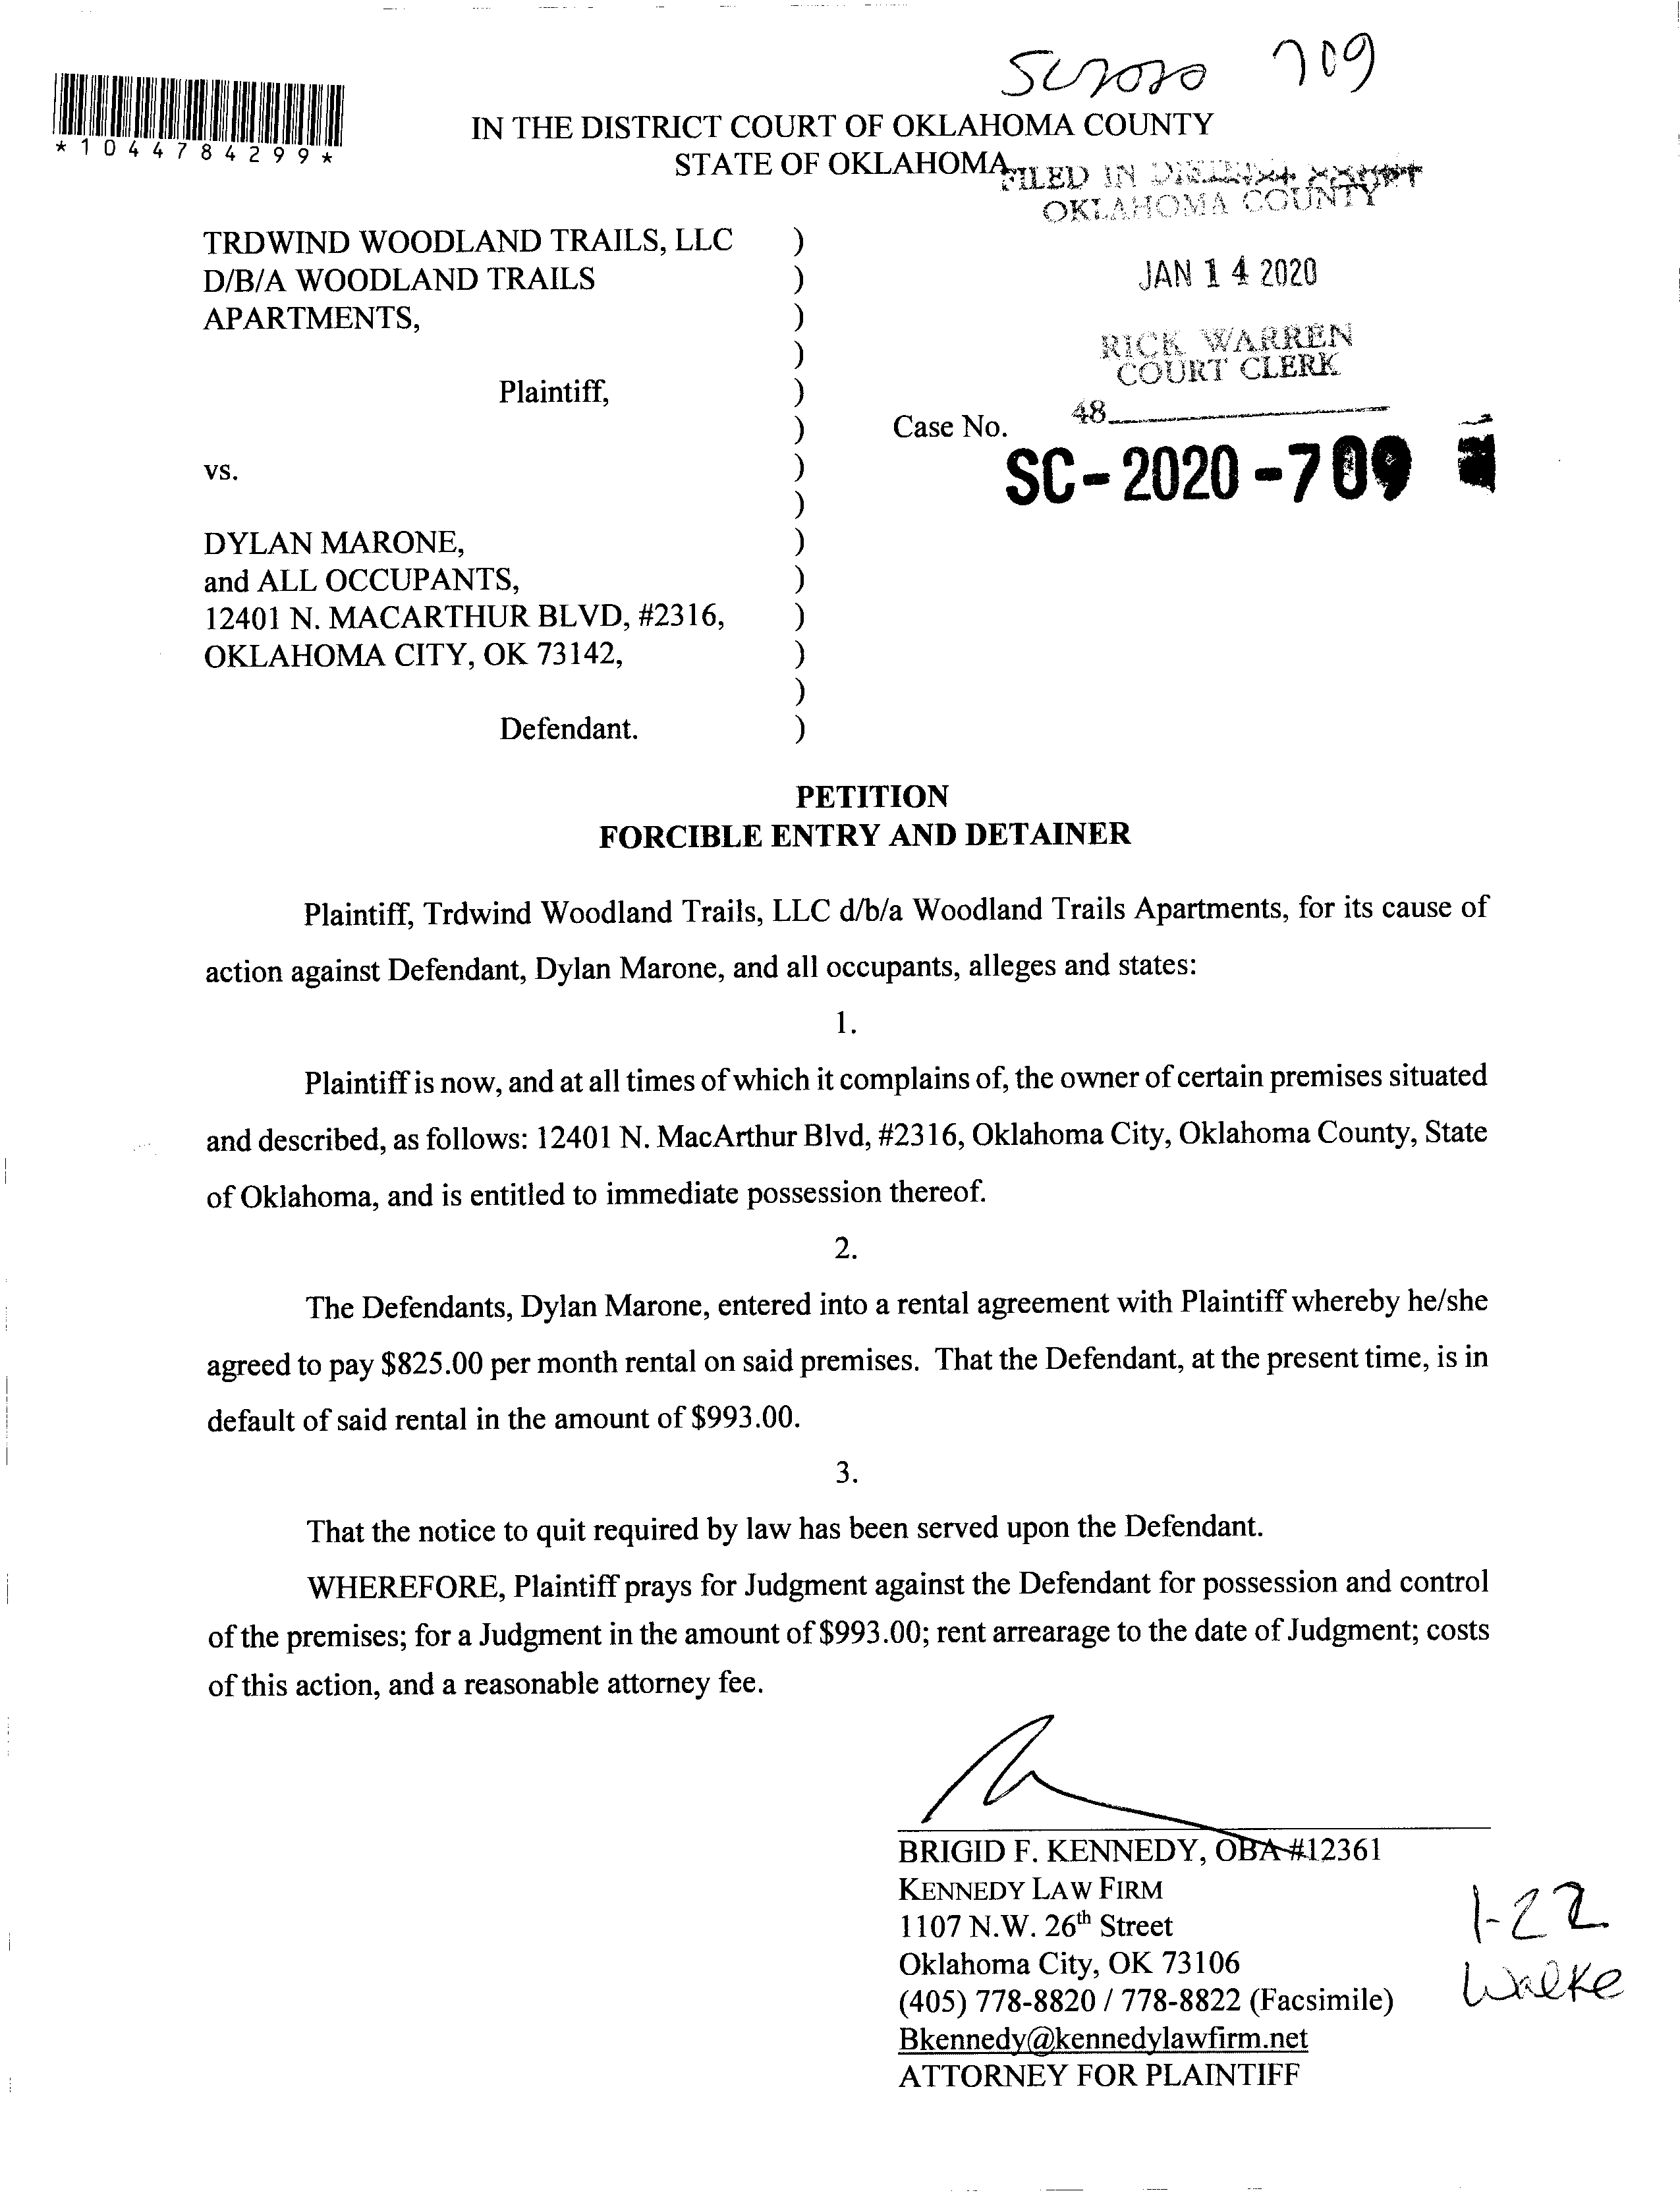 SC2020 709
*1044784299*
IN THE DISTRICT COURT OF OKLAHOMA COUNTY
STATE OF OKLAHOMA
FILED IN DISTRICT COURT
OKLAHOMA COUNTY
TRDWIND WOODLAND TRAILS, LLC )
D/B/A WOODLAND TRAILS )
APARTMENTS, )
)
Plaintiff, )
)
vs. )
)
DYLAN MARONE, )
and ALL OCCUPANTS, )
12401 N. MACARTHUR BLVD, #2316, )
OKLAHOMA CITY, OK 73142, )
)
Defendant. )
JAN 14 2020
RICK WARREN
COURT CLERK
48
Case No.
SC-2020-709
PETITION
FORCIBLE ENTRY AND DETAINER
Plaintiff, Trdwind Woodland Trails, LLC d/b/a Woodland Trails Apartments, for its cause of
action against Defendant, Dylan Marone, and all occupants, alleges and states:
1.
Plaintiff is now, and at all times of which it complains of, the owner of certain premises situated
and described, as follows: 12401 N. MacArthur Blvd, #2316, Oklahoma City, Oklahoma County, State
of Oklahoma, and is entitled to immediate possession thereof.
2.
The Defendants, Dylan Marone, entered into a rental agreement with Plaintiff whereby he/she
agreed to pay $825.00 per month rental on said premises. That the Defendant, at the present time, is in
default of said rental in the amount of $993.00.
3.
That the notice to quit required by law has been served upon the Defendant.
WHEREFORE, Plaintiff prays for Judgment against the Defendant for possession and control
of the premises; for a Judgment in the amount of $993.00; rent arrearage to the date of Judgment; costs
of this action, and a reasonable attorney fee.
BRIGID F. KENNEDY, OBA #12361
KENNEDY LAW FIRM
1107 N.W. 26th Street
Oklahoma City, OK 73106
(405) 778-8820 / 778-8822 (Facsimile)
Bkennedy@kennedylawfirm.net
ATTORNEY FOR PLAINTIFF
1-22
Walke